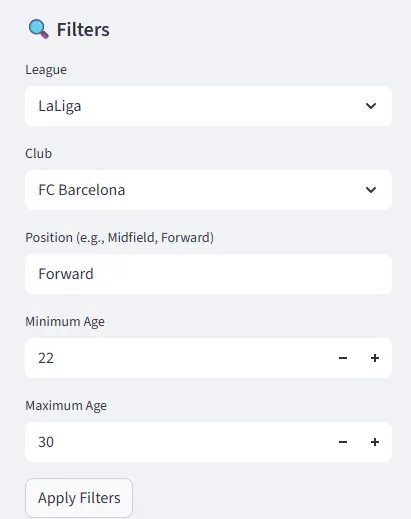 Filters
League
LaLiga
Club
FC Barcelona
Position (e.g., Midfield, Forward)
Forward
Minimum Age
22
Maximum Age
30
Apply Filters